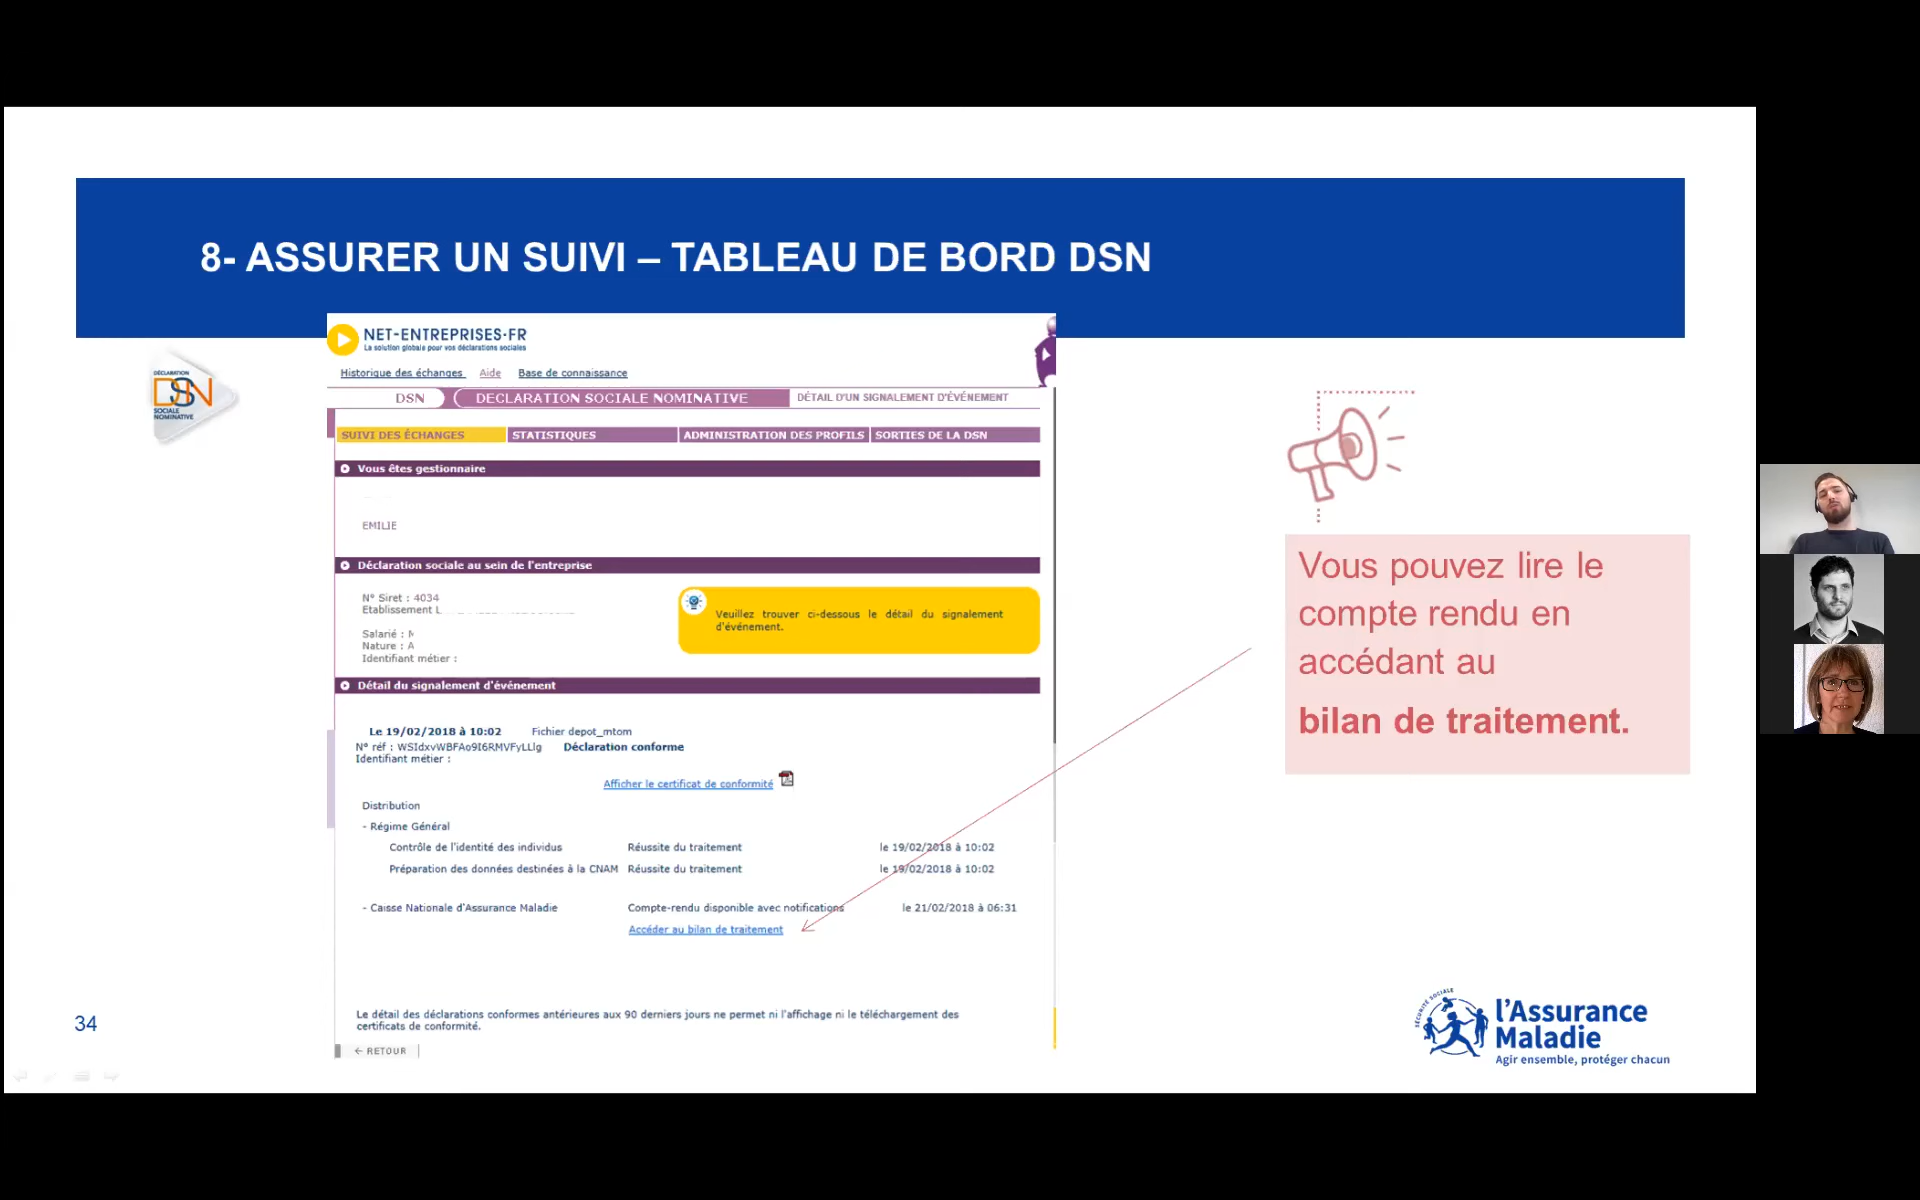 8- ASSURER UN SUIVI – TABLEAU DE BORD DSN
DÉCLARATION
DSN
SOCIALE
NOMINATIVE
NET-ENTREPRISES·FR
La solution globale pour vos déclarations sociales
Historique des échanges Aide Base de connaissance
DSN DECLARATION SOCIALE NOMINATIVE DÉTAIL D'UN SIGNALEMENT D'ÉVÉNEMENT
SUIVI DES ÉCHANGES STATISTIQUES ADMINISTRATION DES PROFILS SORTIES DE LA DSN
Vous êtes gestionnaire
EMILIE
Déclaration sociale au sein de l'entreprise
N° Siret : 4034
Etablissement L
Salarié : M
Nature : A
Identifiant métier :
Veuillez trouver ci-dessous le détail du signalement
d'événement.
Détail du signalement d'événement
Le 19/02/2018 à 10:02 Fichier depot_mtom
N° réf : WSIdxvWBFAo9I6RMVFyLLlg Déclaration conforme
Identifiant métier :
Afficher le certificat de conformité
Distribution
- Régime Général
Contrôle de l'identité des individus Réussite du traitement le 19/02/2018 à 10:02
Préparation des données destinées à la CNAM Réussite du traitement le 19/02/2018 à 10:02
- Caisse Nationale d'Assurance Maladie Compte-rendu disponible avec notifications le 21/02/2018 à 06:31
Accéder au bilan de traitement
Le détail des déclarations conformes antérieures aux 90 derniers jours ne permet ni l'affichage ni le téléchargement des
certificats de conformité.
← RETOUR
Vous pouvez lire le
compte rendu en
accédant au
bilan de traitement.
34
SÉCURITÉ SOCIALE
l'Assurance
Maladie
Agir ensemble, protéger chacun